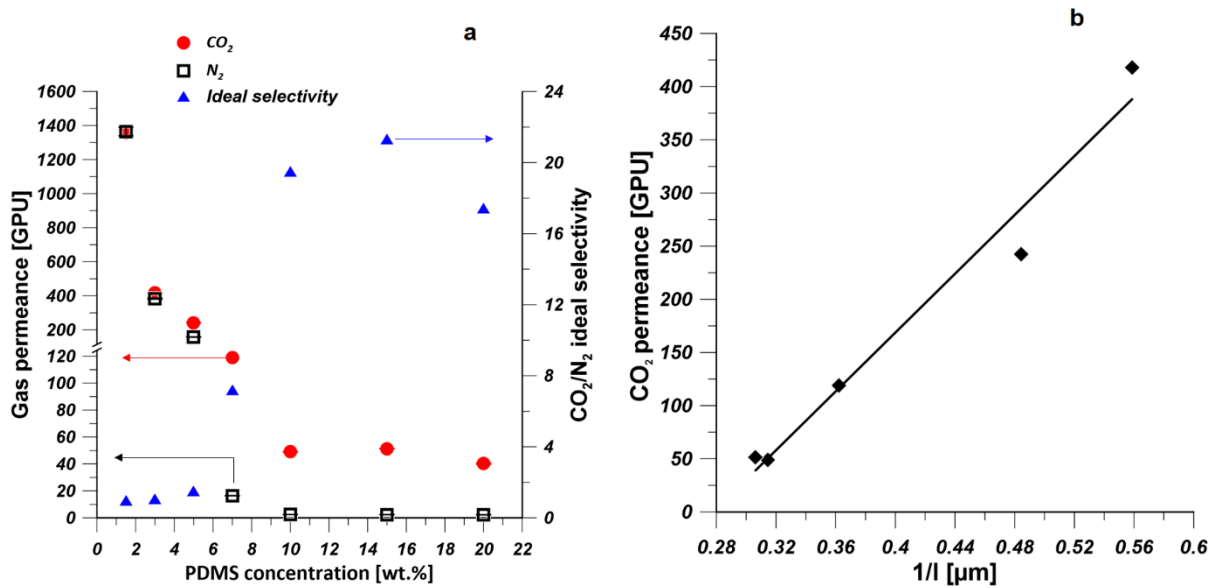 a
CO2
N2
Ideal selectivity
1600
1400
1200
1000
800
600
400
200
120
100
80
60
40
20
0
Gas permeance [GPU]
24
20
16
12
8
4
0
CO2/N2 ideal selectivity
0 2 4 6 8 10 12 14 16 18 20 22
PDMS concentration [wt.%]
b
450
400
350
300
250
200
150
100
50
0
CO2 permeance [GPU]
0.28 0.32 0.36 0.4 0.44 0.48 0.52 0.56 0.6
1/l [µm]